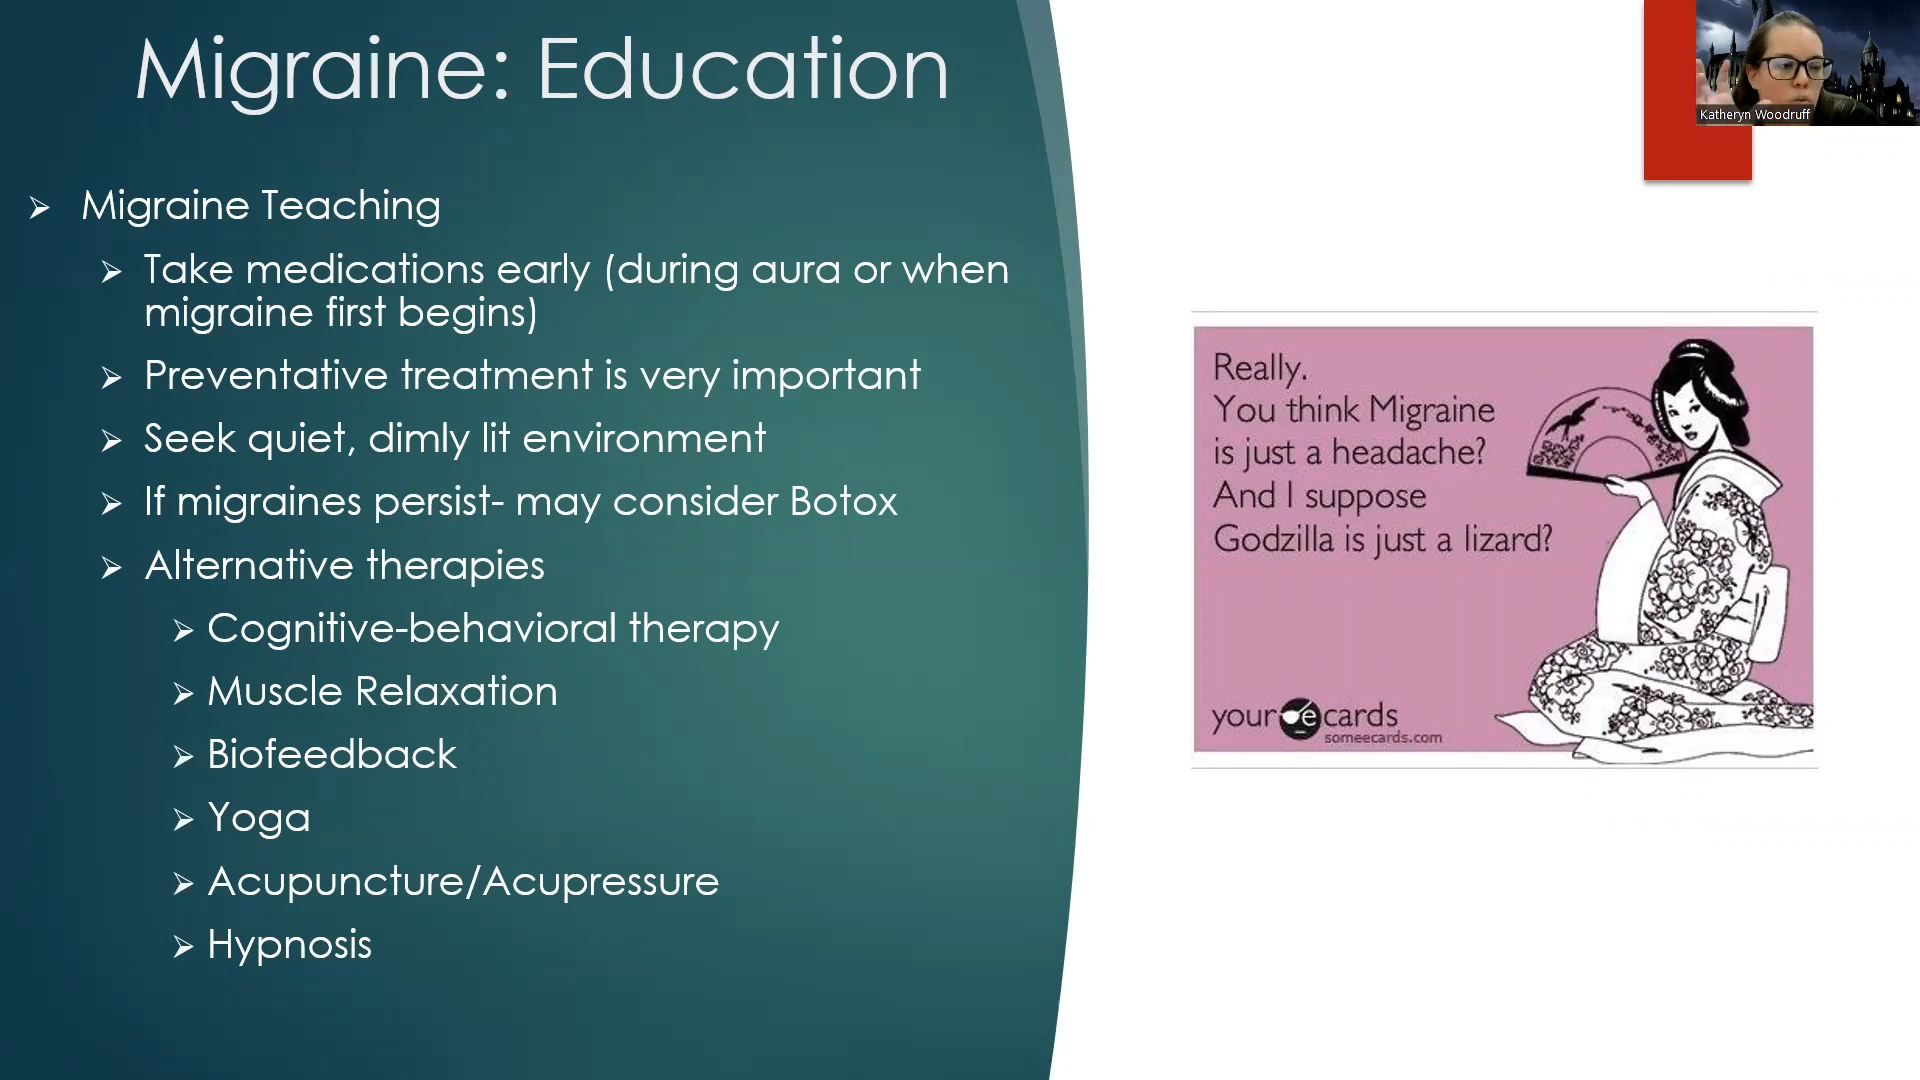 Migraine: Education
Migraine Teaching
Take medications early (during aura or when
migraine first begins)
Preventative treatment is very important
Seek quiet, dimly lit environment
If migraines persist- may consider Botox
Alternative therapies
Cognitive-behavioral therapy
Muscle Relaxation
Biofeedback
Yoga
Acupuncture/Acupressure
Hypnosis
Katheryn Woodruff
Really.
You think Migraine
is just a headache?
And I suppose
Godzilla is just a lizard?
your e cards
someecards.com